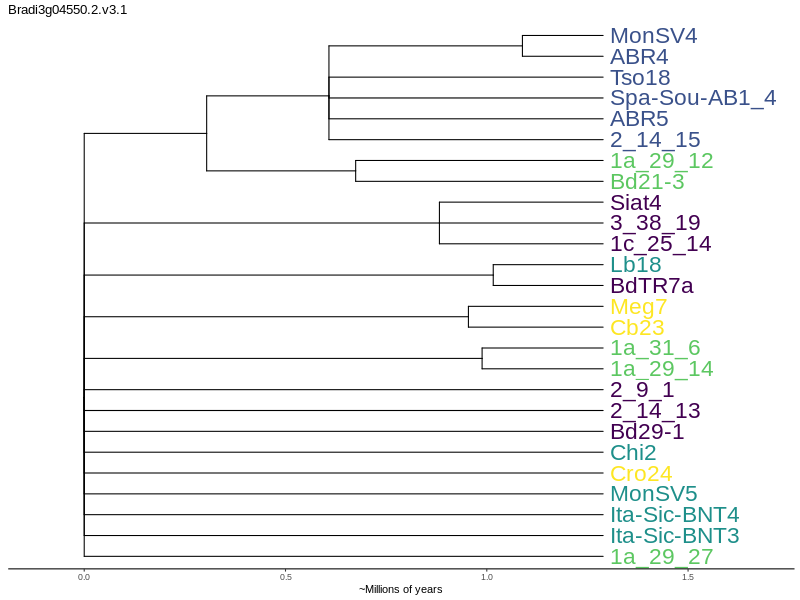 Bradi3g04550.2.v3.1
MonSV4
ABR4
Tso18
Spa-Sou-AB1_4
ABR5
2_14_15
1a_29_12
Bd21-3
Siat4
3_38_19
1c_25_14
Lb18
BdTR7a
Meg7
Cb23
1a_31_6
1a_29_14
2_9_1
2_14_13
Bd29-1
Chi2
Cro24
MonSV5
Ita-Sic-BNT4
Ita-Sic-BNT3
1a_29_27
0.0 0.5 1.0 1.5
~Millions of years